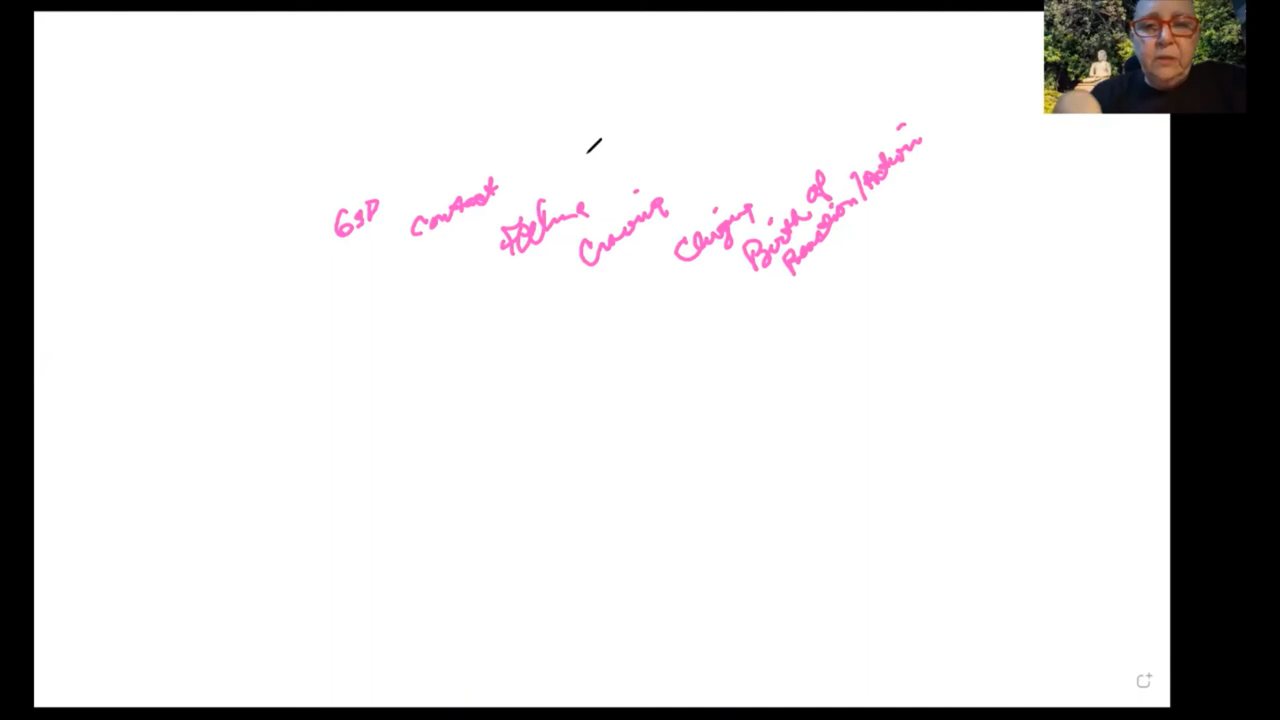 6SD
Contact
Feeling
Craving
Clinging
Birth of
Reaction/Action